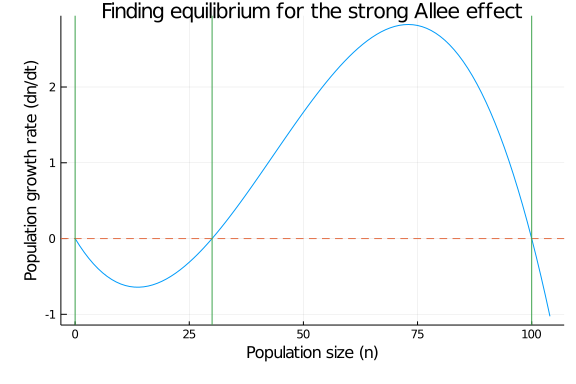 Finding equilibrium for the strong Allee effect
Population growth rate (dn/dt)
2
1
0
-1
0 25 50 75 100
Population size (n)